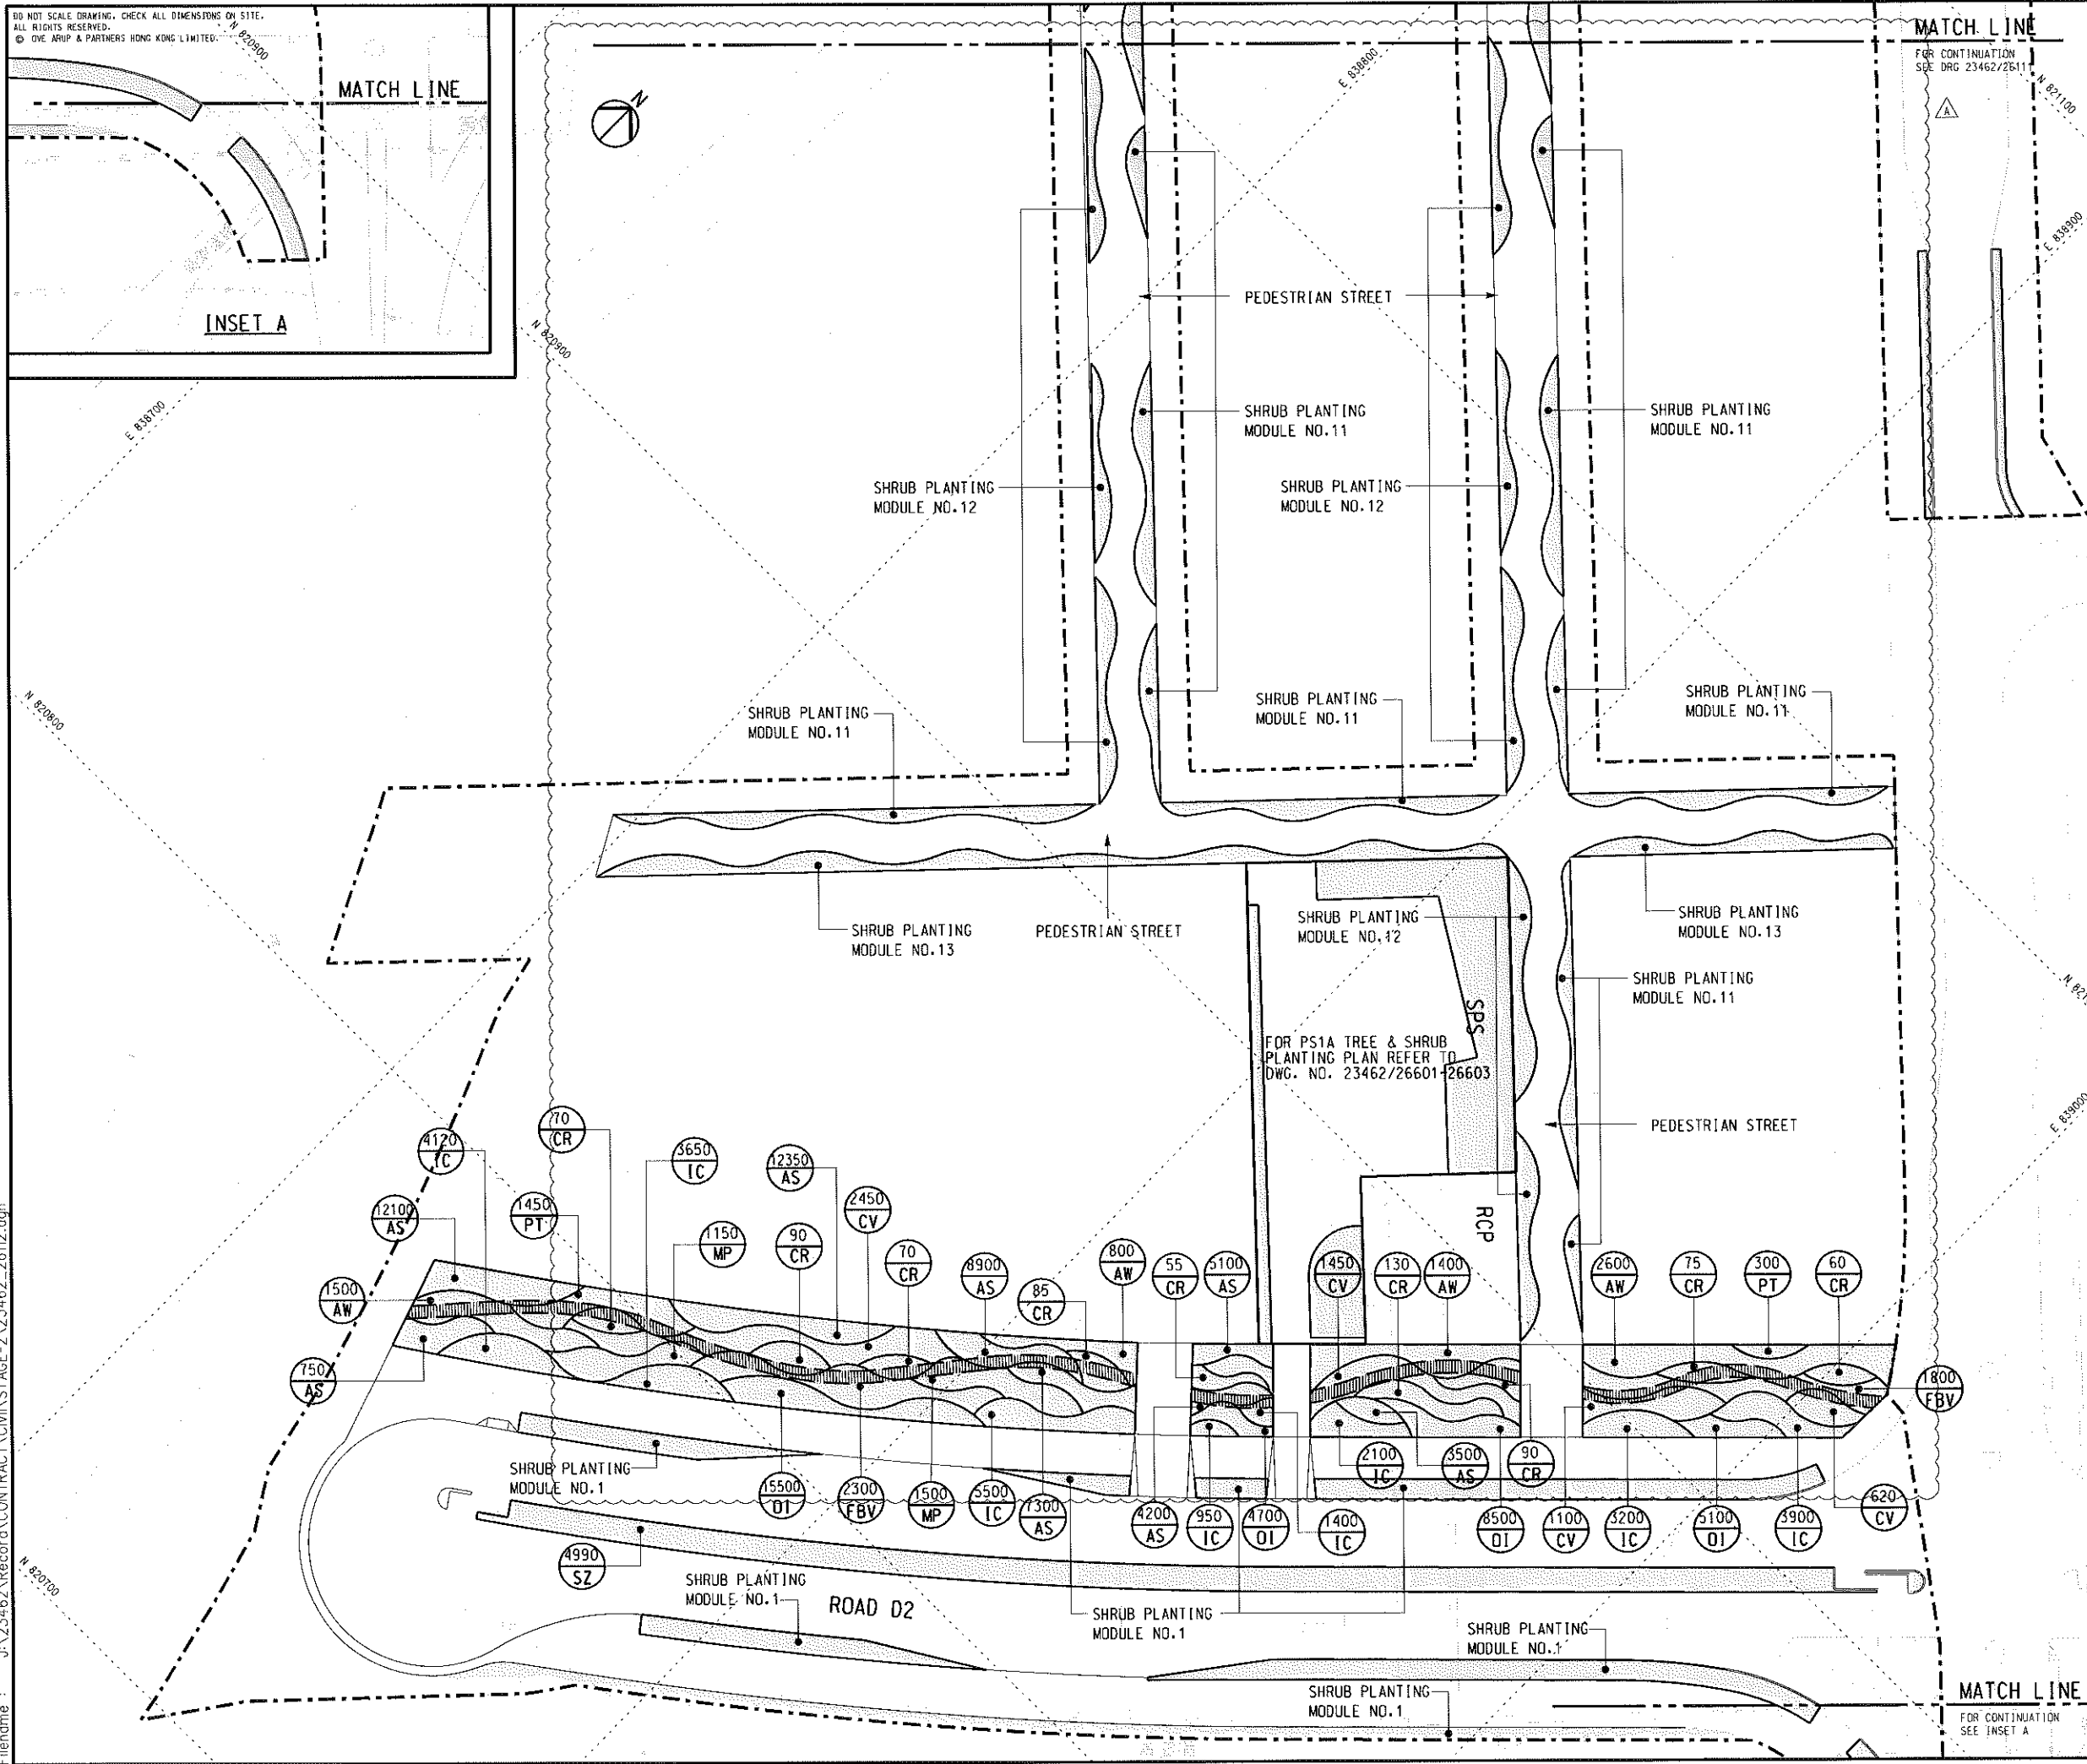 DO NOT SCALE DRAWING. CHECK ALL DIMENSIONS ON SITE.
ALL RIGHTS RESERVED.
© OVE ARUP & PARTNERS HONG KONG LIMITED.
N 820900
MATCH LINE
INSET A
N
E 838800
MATCH LINE
FOR CONTINUATION
SEE DRG 23462/26111
A
N 821100
E 838900
N 820900
E 838700
PEDESTRIAN STREET
SHRUB PLANTING
MODULE NO.11
SHRUB PLANTING
MODULE NO.11
SHRUB PLANTING
MODULE NO.12
SHRUB PLANTING
MODULE NO.12
N 820800
SHRUB PLANTING
MODULE NO.11
SHRUB PLANTING
MODULE NO.11
SHRUB PLANTING
MODULE NO.11
SHRUB PLANTING
MODULE NO.13
PEDESTRIAN STREET
SHRUB PLANTING
MODULE NO.12
SHRUB PLANTING
MODULE NO.13
SHRUB PLANTING
MODULE NO.11
SPS
FOR PS1A TREE & SHRUB
PLANTING PLAN REFER TO
DWG. NO. 23462/26601-26603
PEDESTRIAN STREET
E 839000
RCP
4120
IC
70
CR
3650
IC
12350
AS
12100
AS
1450
PT
1150
MP
90
CR
2450
CV
70
CR
8900
AS
85
CR
800
AW
55
CR
5100
AS
1450
CV
130
CR
1400
AW
2600
AW
75
CR
300
PT
60
CR
1500
AW
750
AS
1800
FBV
SHRUB PLANTING
MODULE NO.1
15500
OI
2300
FBV
1500
MP
5500
IC
7300
AS
4200
AS
950
IC
4700
OI
1400
IC
2100
IC
3500
AS
90
CR
8500
OI
1100
CV
3200
IC
5100
OI
3900
IC
620
CV
4990
SZ
N 820700
SHRUB PLANTING
MODULE NO.1
ROAD D2
SHRUB PLANTING
MODULE NO.1
SHRUB PLANTING
MODULE NO.1
SHRUB PLANTING
MODULE NO.1
MATCH LINE
FOR CONTINUATION
SEE INSET A